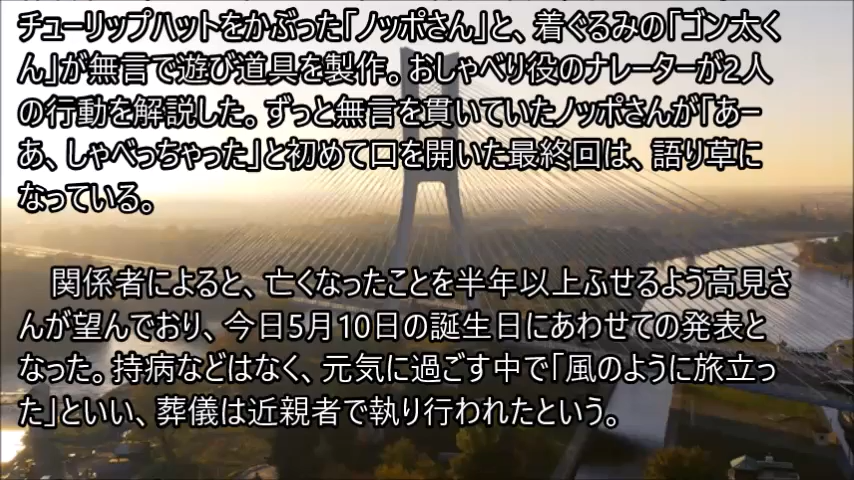 チューリップハットをかぶった「ノッポさん」と、着ぐるみの「ゴン太く
ん」が無言で遊び道具を製作。おしゃべり役のナレーターが2人
の行動を解説した。ずっと無言を貫いていたノッポさんが「あー
あ、しゃべっちゃった」と初めて口を開いた最終回は、語り草に
なっている。
関係者によると、亡くなったことを半年以上ふせるよう高見さ
んが望んでおり、今日5月10日の誕生日にあわせての発表と
なった。持病などはなく、元気に過ごす中で「風のように旅立っ
た」といい、葬儀は近親者で執り行われたという。